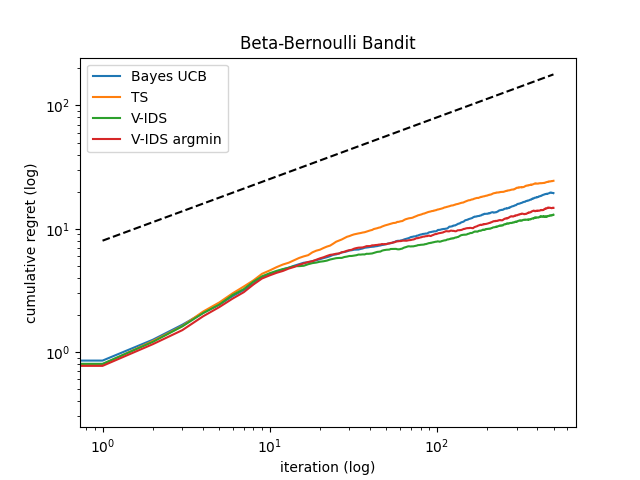 Beta-Bernoulli Bandit
Bayes UCB
TS
V-IDS
V-IDS argmin
cumulative regret (log)
10²
10¹
10⁰
10⁰ 10¹ 10²
iteration (log)